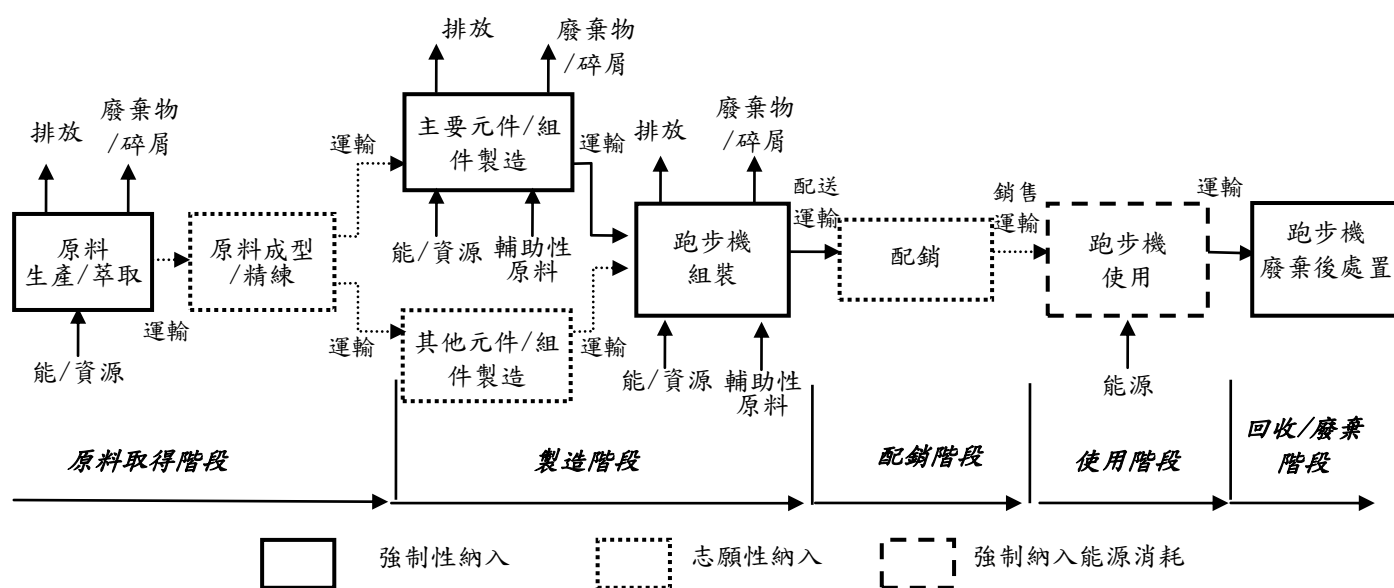 排放
廢棄物
/碎屑
原料
生產/萃取
能/資源
運輸
原料成型
/精練
運輸
運輸
排放
廢棄物
/碎屑
主要元件/組
件製造
能/資源
輔助性
原料
其他元件/組
件製造
運輸
運輸
排放
廢棄物
/碎屑
跑步機
組裝
能/資源
輔助性
原料
配送
運輸
配銷
銷售
運輸
跑步機
使用
能源
運輸
跑步機
廢棄後處置
原料取得階段
製造階段
配銷階段
使用階段
回收/廢棄
階段
強制性納入
志願性納入
強制納入能源消耗